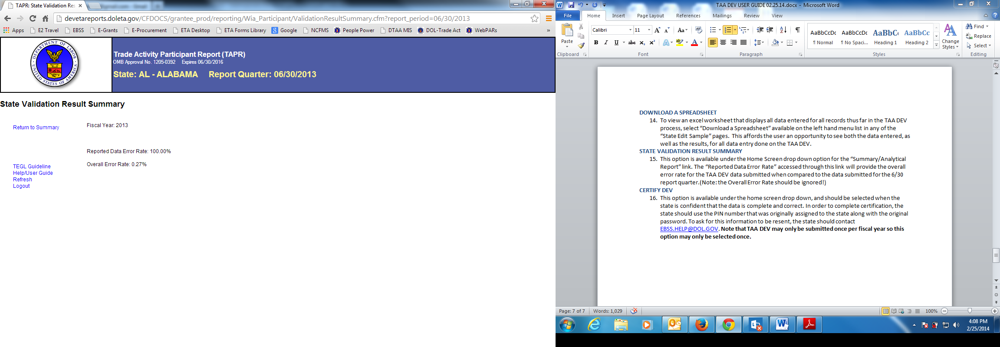 TAPR: State Validation Res
devetareports.doleta.gov/CFDOCS/grantee_prod/reporting/Wia_Participant/ValidationResultSummary.cfm?report_period=06/30/2013
Apps E2 Travel EBSS E-Grants E-Procurement ETA Desktop ETA Forms Library Google NCFMS People Power DTAA MIS DOL-Trade Act WebPARs »
DEPARTMENT OF LABOR
UNITED STATES OF AMERICA
Trade Activity Participant Report (TAPR)
OMB Approval No. 1205-0392 Expires 06/30/2016
State: AL - ALABAMA Report Quarter: 06/30/2013
State Validation Result Summary
Return to Summary
Fiscal Year: 2013
Reported Data Error Rate: 100.00%
Overall Error Rate: 0.27%
TEGL Guideline
Help/User Guide
Refresh
Logout
TAA DEV USER GUIDE 02.25.14.docx - Microsoft Word
File Home Insert Page Layout References Mailings Review View
Paste
Clipboard
Calibri 11
Font
Paragraph
AaBbCcDc AaBbCcDc AaBbC AaBbCc
¶ Normal ¶ No Spaci... Heading 1 Heading 2
Change
Styles
Styles
Find
Replace
Select
Editing
DOWNLOAD A SPREADSHEET
14. To view an excel worksheet that displays all data entered for all records thus far in the TAA DEV
process, select “Download a Spreadsheet” available on the left hand menu list in any of the
“State Edit Sample” pages. This affords the user an opportunity to see both the data entered, as
well as the results, for all data entry done on the TAA DEV.
STATE VALIDATION RESULT SUMMARY
15. This option is available under the Home Screen drop down option for the “Summary/Analytical
Report” link. The “Reported Data Error Rate” accessed through this link will provide the overall
error rate for the TAA DEV data submitted when compared to the data submitted for the 6/30
report quarter.(Note: the Overall Error Rate should be ignored!)
CERTIFY DEV
16. This option is available under the home screen drop down, and should be selected when the
state is confident that the data is complete and correct. In order to complete certification, the
state should use the PIN number that was originally assigned to the state along with the original
password. To ask for this information to be resent, the state should contact
EBSS.HELP@DOL.GOV. Note that TAA DEV may only be submitted once per fiscal year so this
option may only be selected once.
Page: 7 of 7 Words: 1,029
100%
4:08 PM
2/25/2014